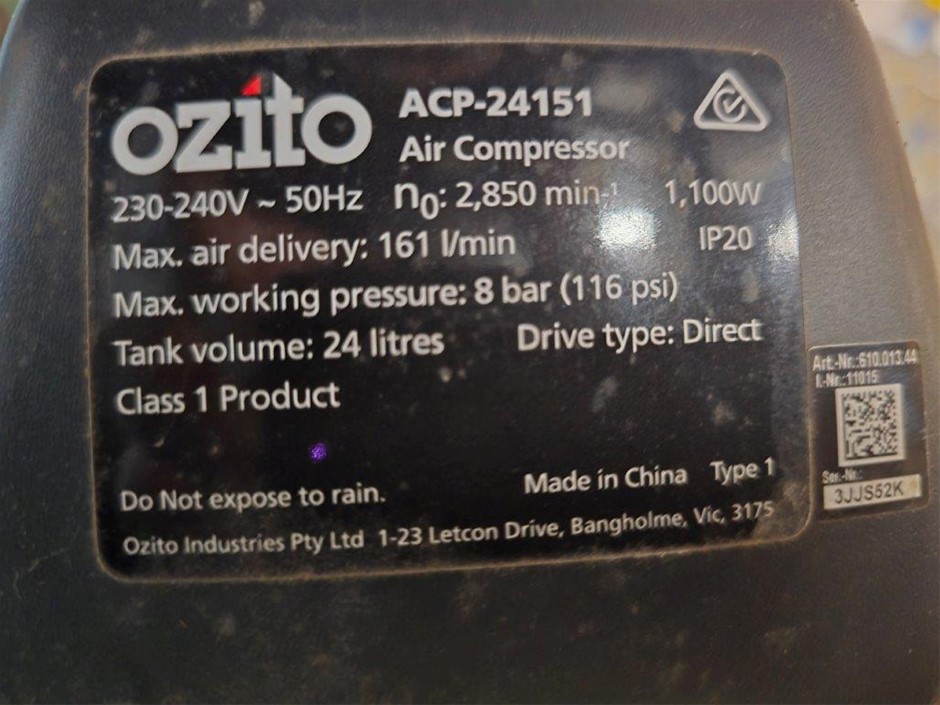 ozito
ACP-24151
Air Compressor
230-240V ~ 50Hz n₀: 2,850 min-¹ 1,100W
Max. air delivery: 161 l/min IP20
Max. working pressure: 8 bar (116 psi)
Tank volume: 24 litres Drive type: Direct
Class 1 Product
Do Not expose to rain. Made in China Type 1
Ozito Industries Pty Ltd 1-23 Letcon Drive, Bangholme, Vic, 3175
Art.-Nr.:610.013.44
I.-Nr.:11015
Ser.-Nr.:
3JJS52K